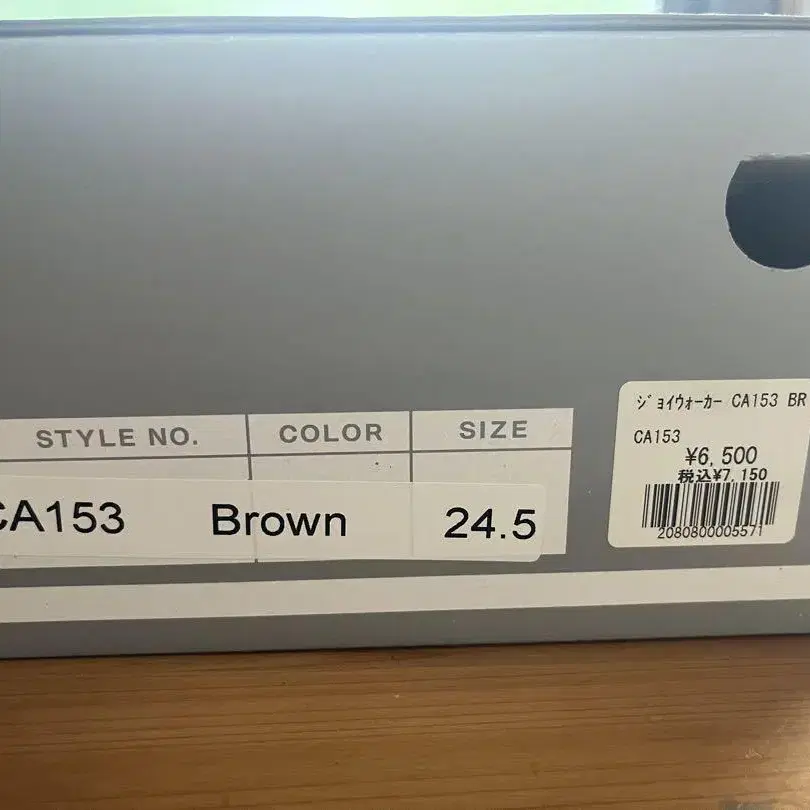 STYLE NO. COLOR SIZE
CA153 Brown 24.5
ｼﾞｮｲｳｫｰｶｰ CA153 BR
CA153
¥6,500
税込¥7,150
2080800005571